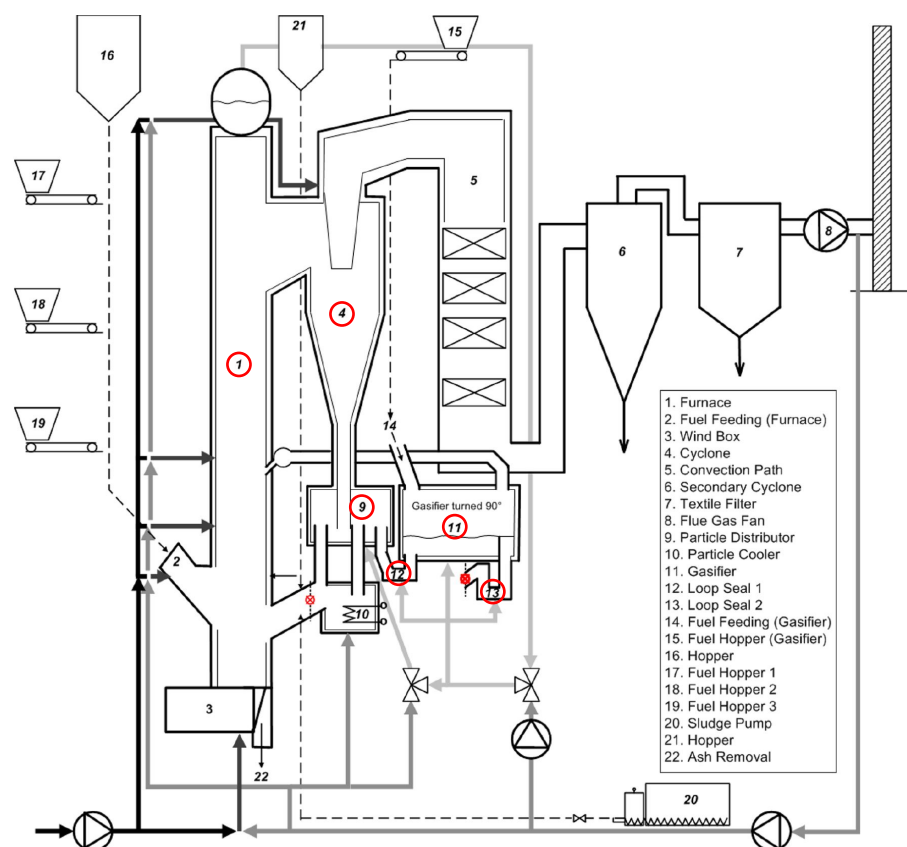 21
15
16
17
5
6
7
8
18
4
1
19
14
1. Furnace
2. Fuel Feeding (Furnace)
3. Wind Box
4. Cyclone
5. Convection Path
6. Secondary Cyclone
7. Textile Filter
8. Flue Gas Fan
9. Particle Distributor
10. Particle Cooler
11. Gasifier
12. Loop Seal 1
13. Loop Seal 2
14. Fuel Feeding (Gasifier)
15. Fuel Hopper (Gasifier)
16. Hopper
17. Fuel Hopper 1
18. Fuel Hopper 2
19. Fuel Hopper 3
20. Sludge Pump
21. Hopper
22. Ash Removal
9
Gasifier turned 90°
11
2
12
13
10
3
22
20